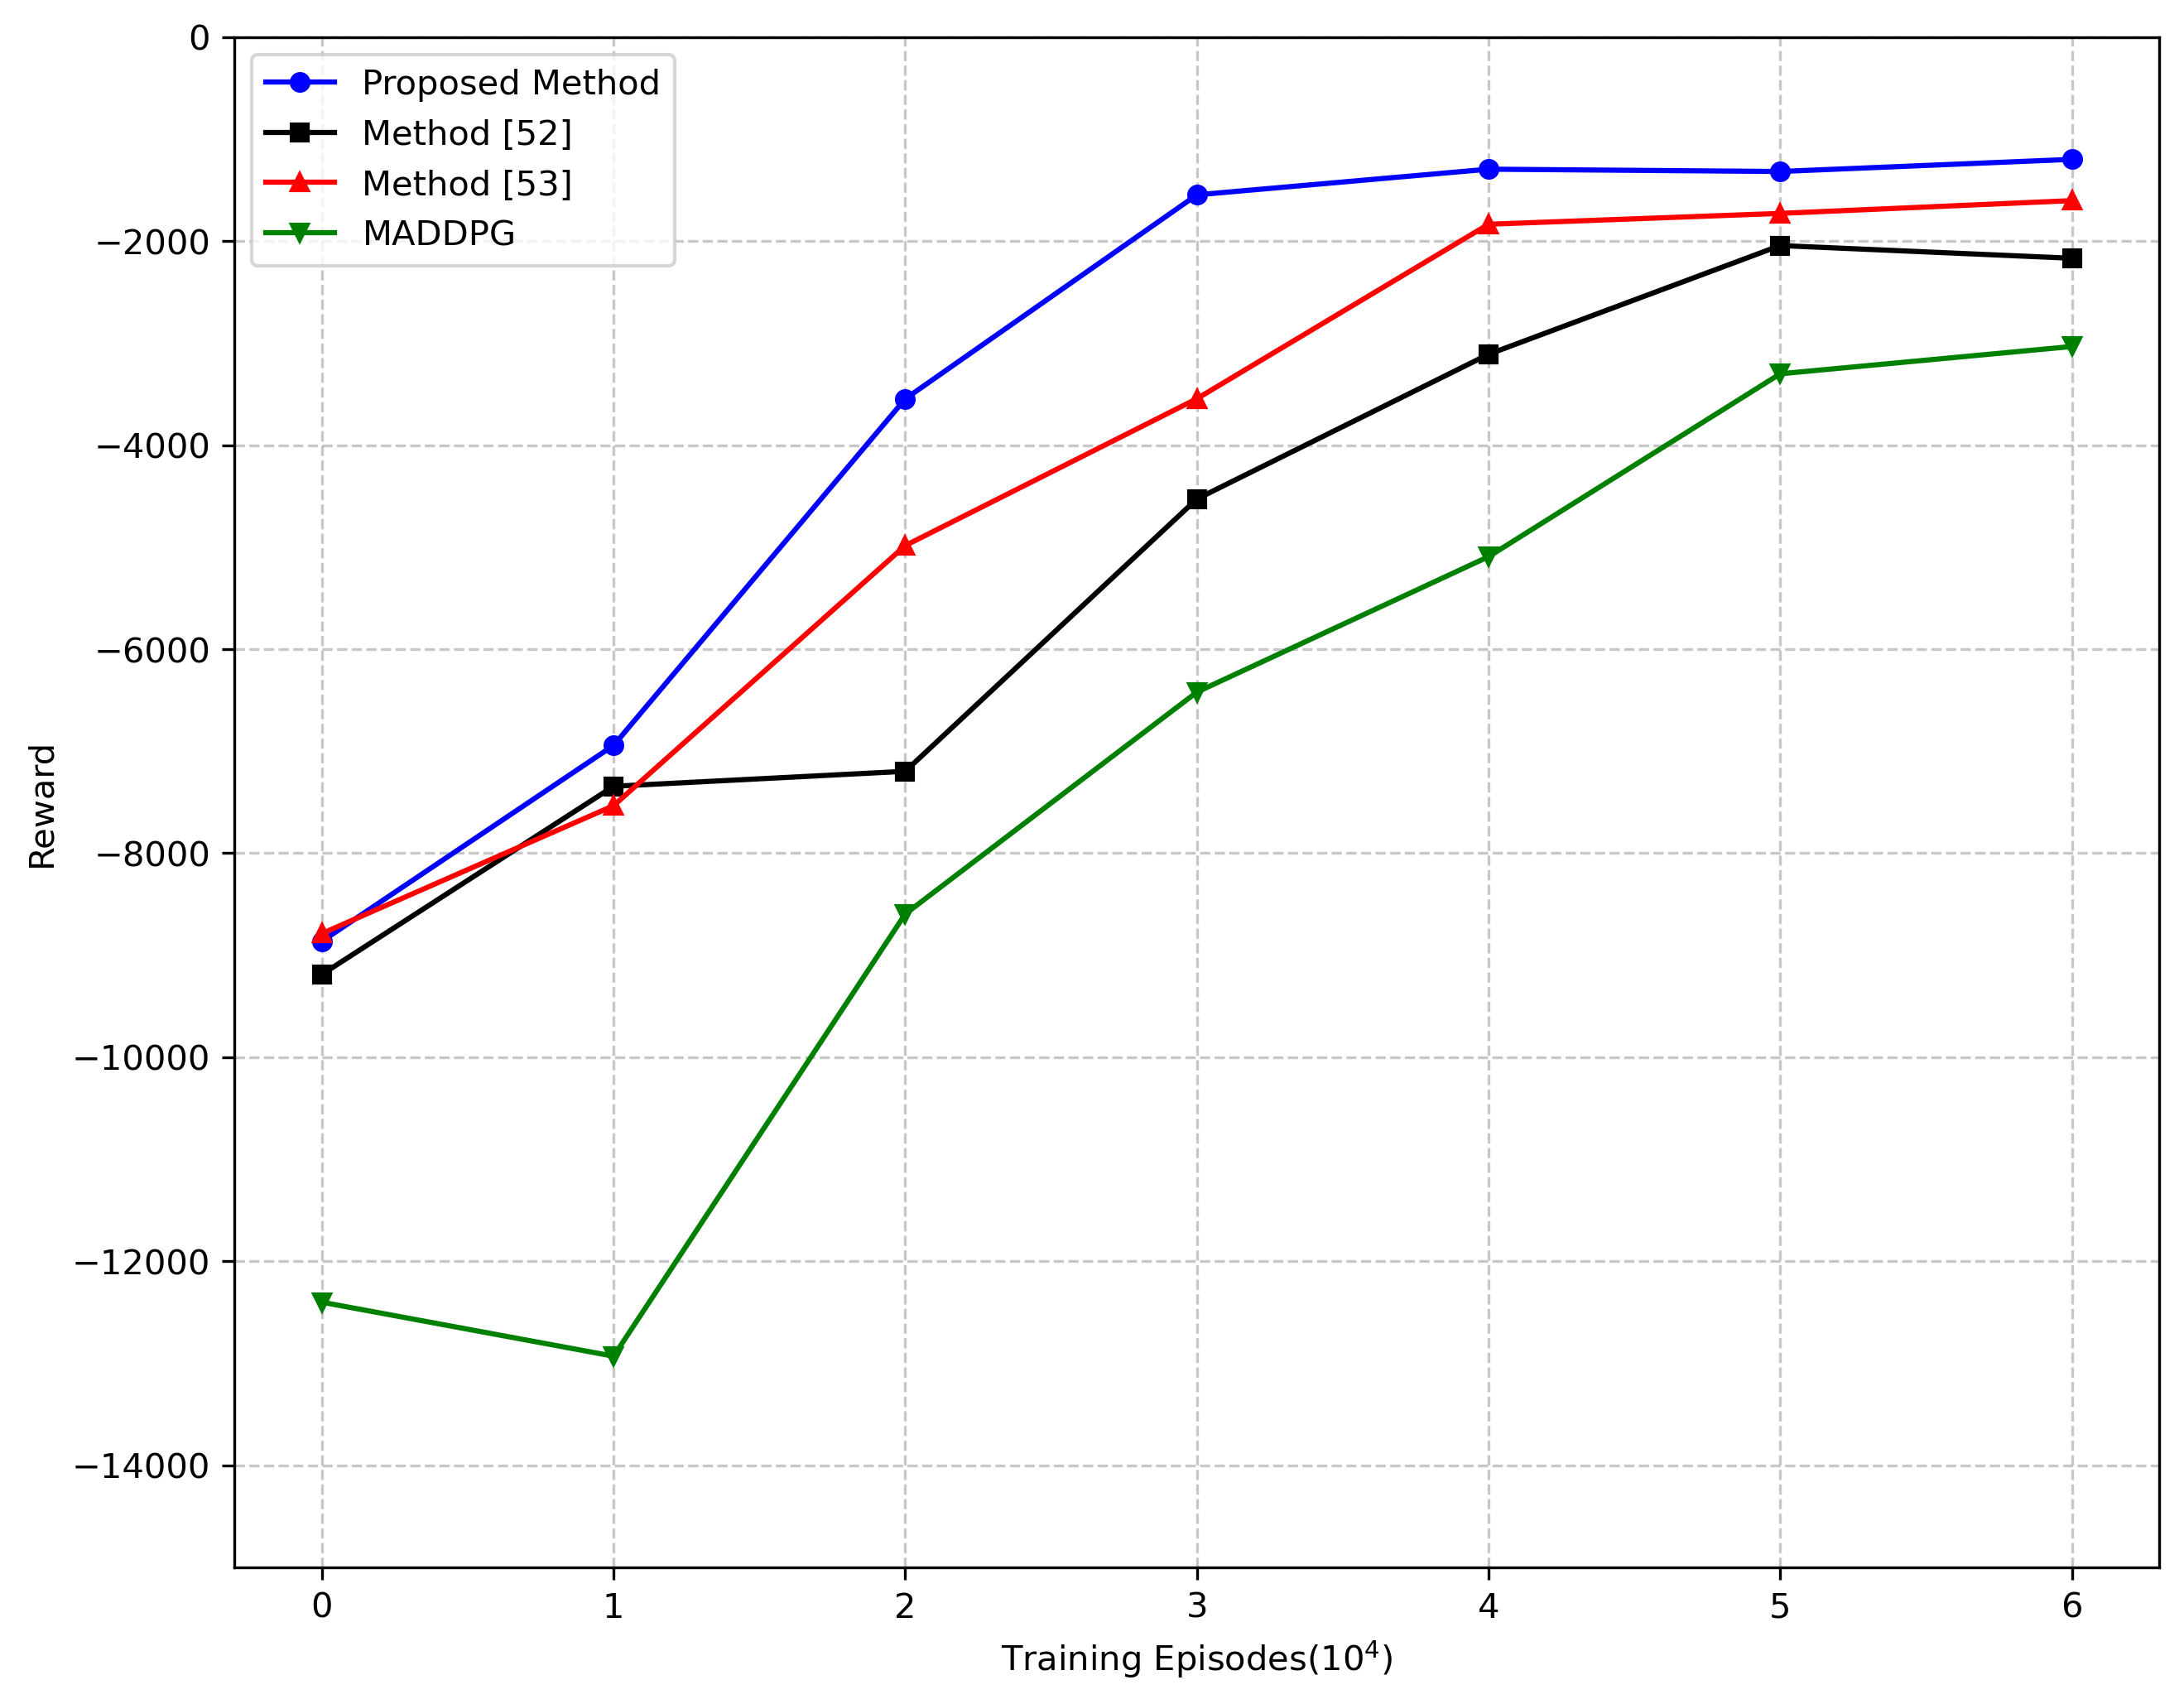 0
−2000
−4000
−6000
−8000
−10000
−12000
−14000
Reward
Proposed Method
Method [52]
Method [53]
MADDPG
0 1 2 3 4 5 6
Training Episodes(10⁴)